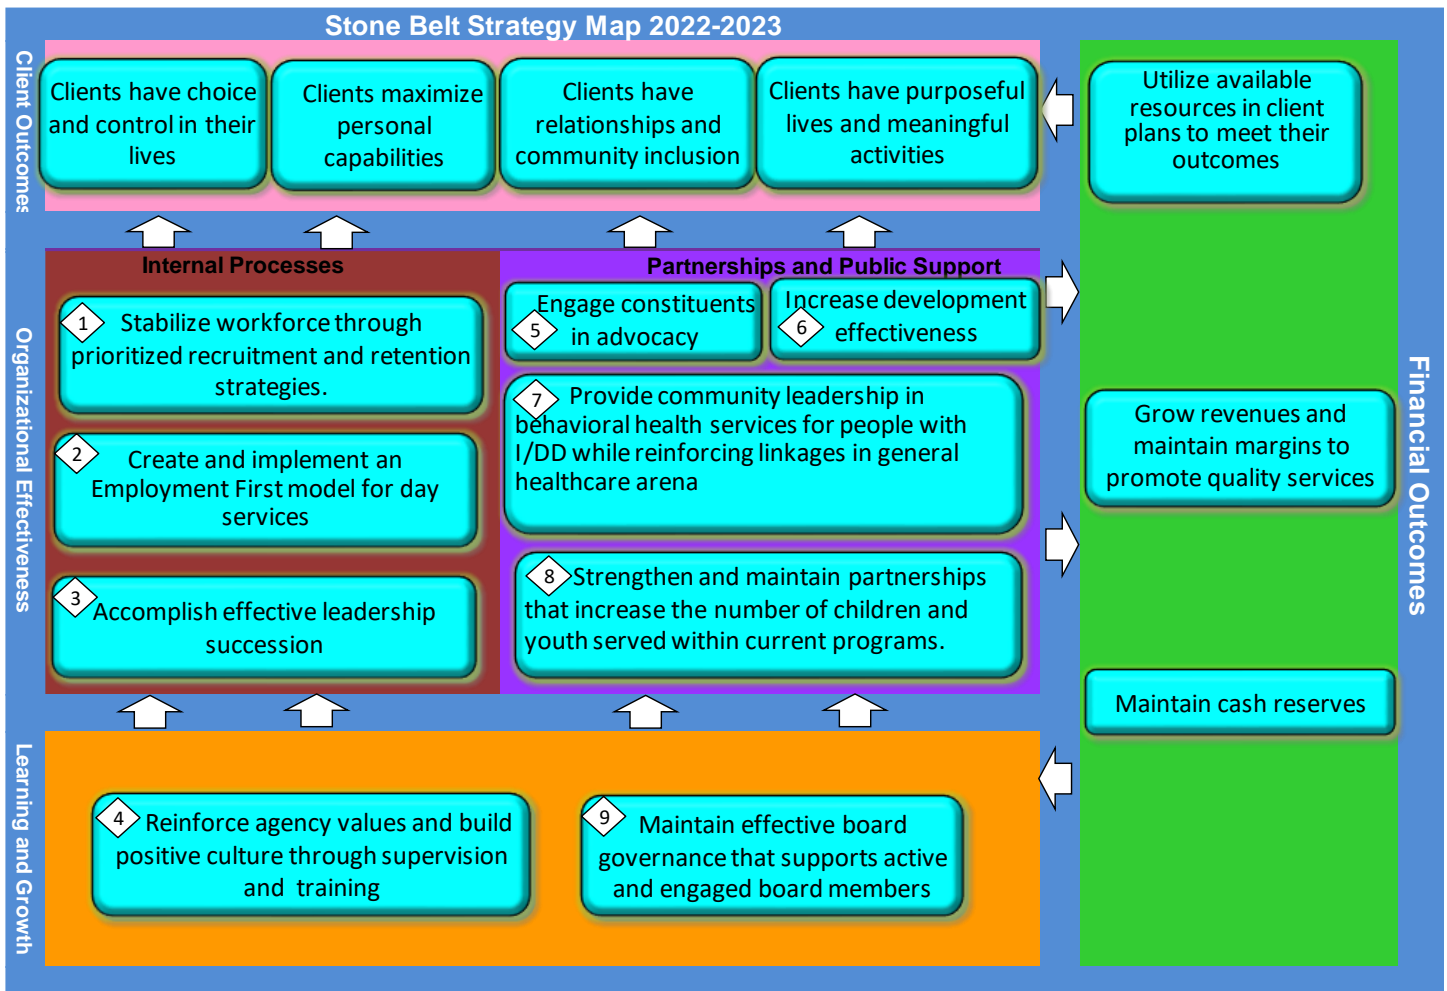 Stone Belt Strategy Map 2022-2023
Client Outcomes
Clients have choice
and control in their
lives
Clients maximize
personal
capabilities
Clients have
relationships and
community inclusion
Clients have purposeful
lives and meaningful
activities
Utilize available
resources in client
plans to meet their
outcomes
Organizational Effectiveness
Internal Processes
1
Stabilize workforce through
prioritized recruitment and retention
strategies.
2
Create and implement an
Employment First model for day
services
3
Accomplish effective leadership
succession
Partnerships and Public Support
5
Engage constituents
in advocacy
6
Increase development
effectiveness
7
Provide community leadership in
behavioral health services for people with
I/DD while reinforcing linkages in general
healthcare arena
8
Strengthen and maintain partnerships
that increase the number of children and
youth served within current programs.
Financial Outcomes
Grow revenues and
maintain margins to
promote quality services
Maintain cash reserves
Learning and Growth
4
Reinforce agency values and build
positive culture through supervision
and training
9
Maintain effective board
governance that supports active
and engaged board members